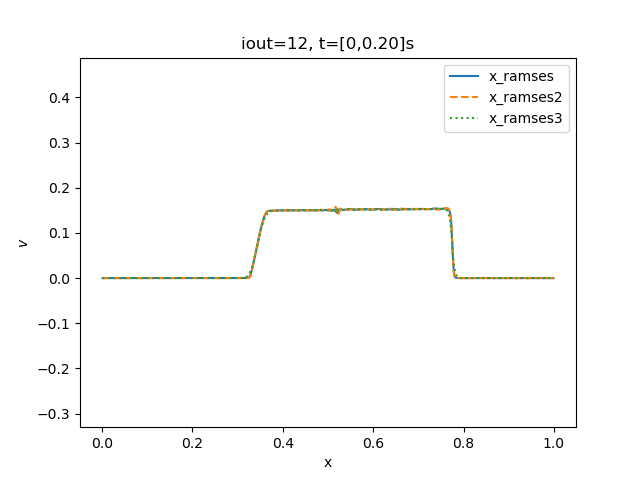 iout=12, t=[0,0.20]s
x_ramses
x_ramses2
x_ramses3
0.4
0.3
0.2
0.1
0.0
−0.1
−0.2
−0.3
v
0.0 0.2 0.4 0.6 0.8 1.0
x